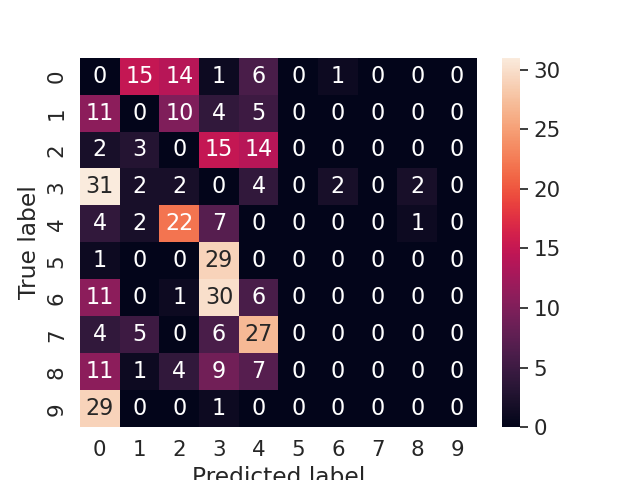 0 0 15 14 1 6 0 1 0 0 0 30
1 11 0 10 4 5 0 0 0 0 0 25
2 2 3 0 15 14 0 0 0 0 0
3 31 2 2 0 4 0 2 0 2 0 20
4 4 2 22 7 0 0 0 0 1 0
5 1 0 0 29 0 0 0 0 0 0 15
6 11 0 1 30 6 0 0 0 0 0 10
7 4 5 0 6 27 0 0 0 0 0
8 11 1 4 9 7 0 0 0 0 0 5
9 29 0 0 1 0 0 0 0 0 0 0
0 1 2 3 4 5 6 7 8 9
True label
Predicted label